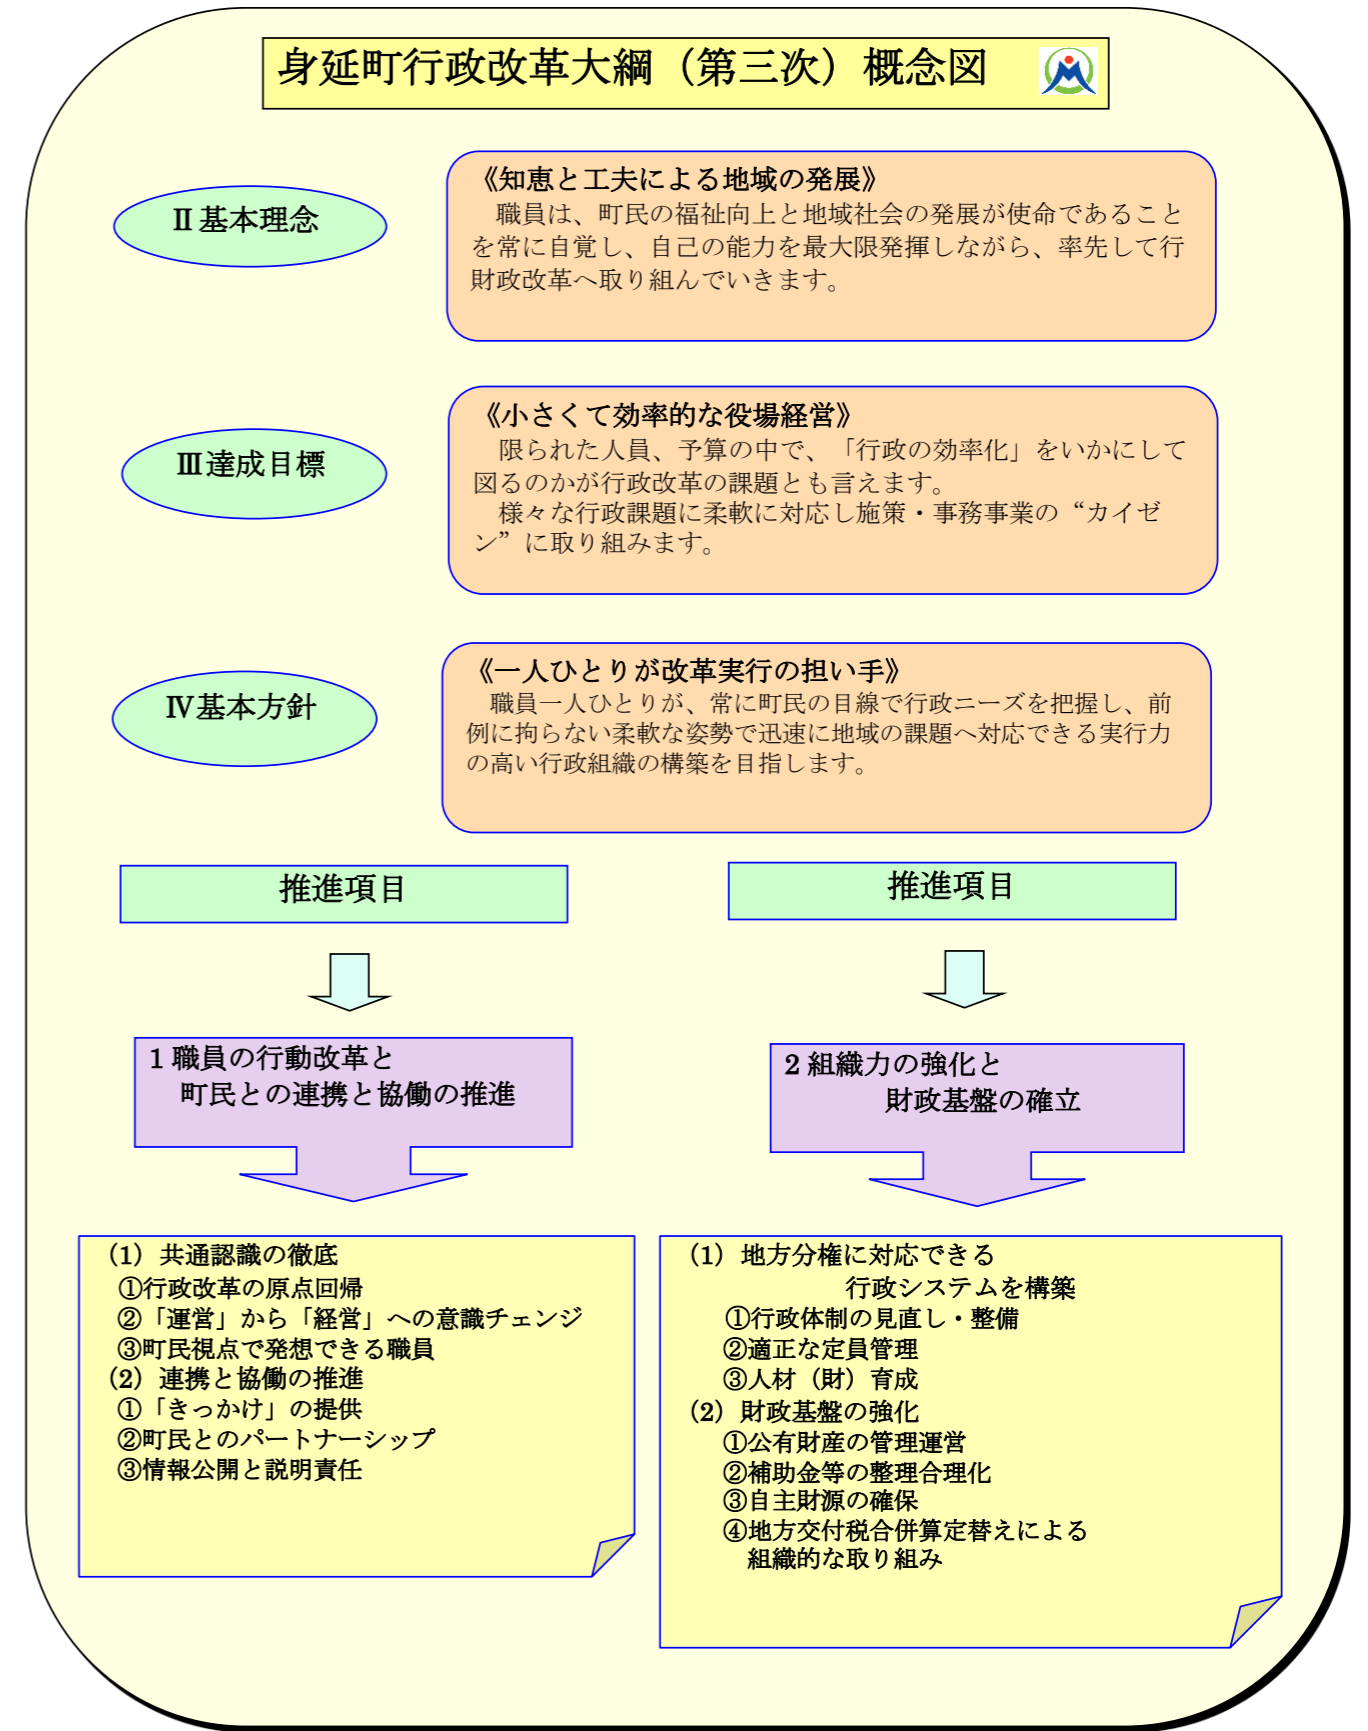 身延町行政改革大綱（第三次）概念図
Ⅱ基本理念
《知恵と工夫による地域の発展》
職員は、町民の福祉向上と地域社会の発展が使命であること
を常に自覚し、自己の能力を最大限発揮しながら、率先して行
財政改革へ取り組んでいきます。
Ⅲ達成目標
《小さくて効率的な役場経営》
限られた人員、予算の中で、「行政の効率化」をいかにして
図るのかが行政改革の課題とも言えます。
様々な行政課題に柔軟に対応し施策・事務事業の“カイゼ
ン”に取り組みます。
Ⅳ基本方針
《一人ひとりが改革実行の担い手》
職員一人ひとりが、常に町民の目線で行政ニーズを把握し、前
例に拘らない柔軟な姿勢で迅速に地域の課題へ対応できる実行力
の高い行政組織の構築を目指します。
推進項目
1 職員の行動改革と
町民との連携と協働の推進
（1）共通認識の徹底
①行政改革の原点回帰
②「運営」から「経営」への意識チェンジ
③町民視点で発想できる職員
（2）連携と協働の推進
①「きっかけ」の提供
②町民とのパートナーシップ
③情報公開と説明責任
推進項目
2 組織力の強化と
財政基盤の確立
（1）地方分権に対応できる
行政システムを構築
①行政体制の見直し・整備
②適正な定員管理
③人材（財）育成
（2）財政基盤の強化
①公有財産の管理運営
②補助金等の整理合理化
③自主財源の確保
④地方交付税合併算定替えによる
組織的な取り組み